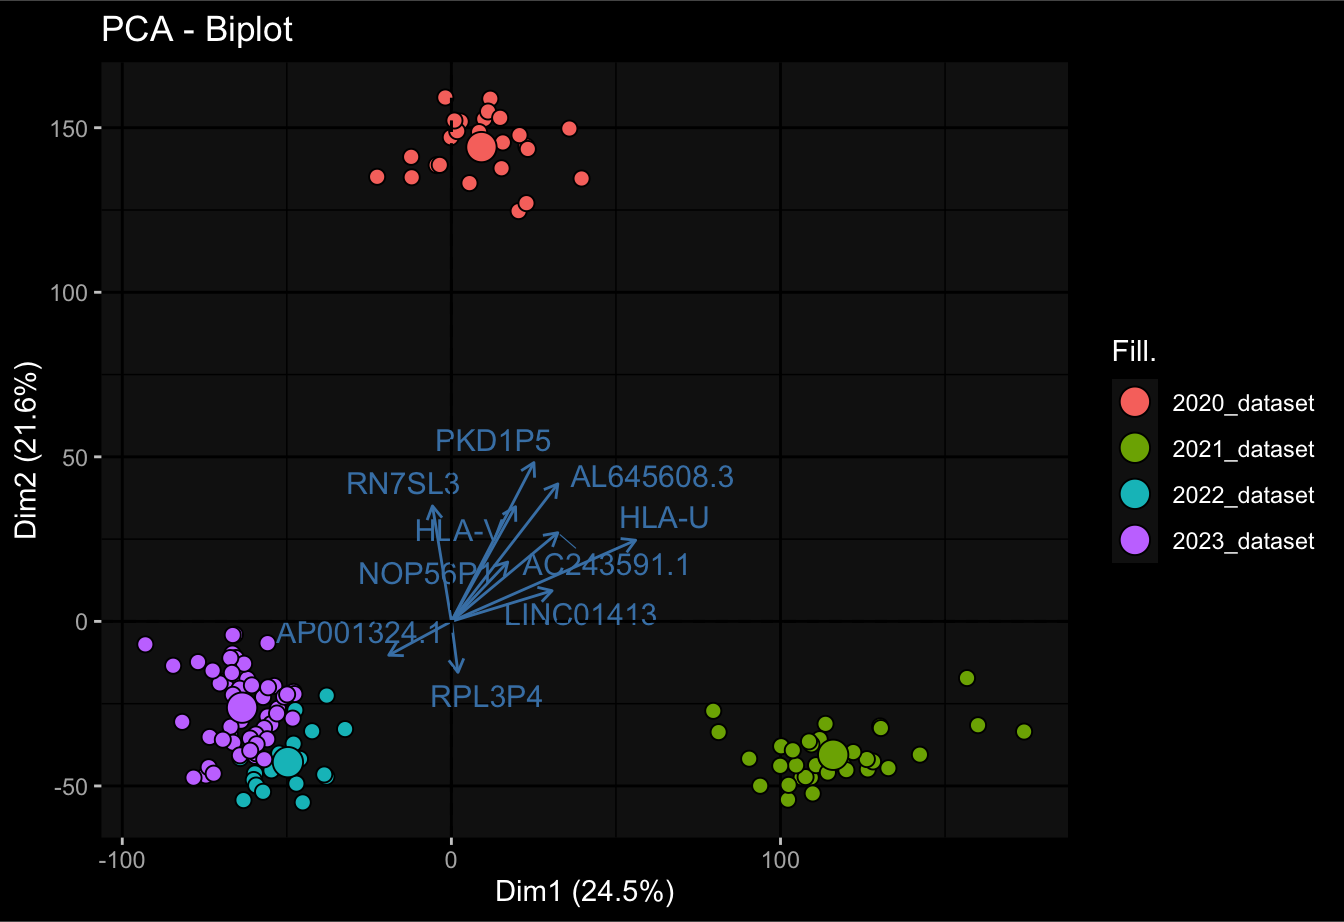 PCA - Biplot
150
100
50
0
-50
-100
0
100
Dim2 (21.6%)
Dim1 (24.5%)
PKD1P5
RN7SL3
AL645608.3
HLA-V
HLA-U
NOP56P1
AC243591.1
LINC01413
AP001324.1
RPL3P4
Fill.
2020_dataset
2021_dataset
2022_dataset
2023_dataset